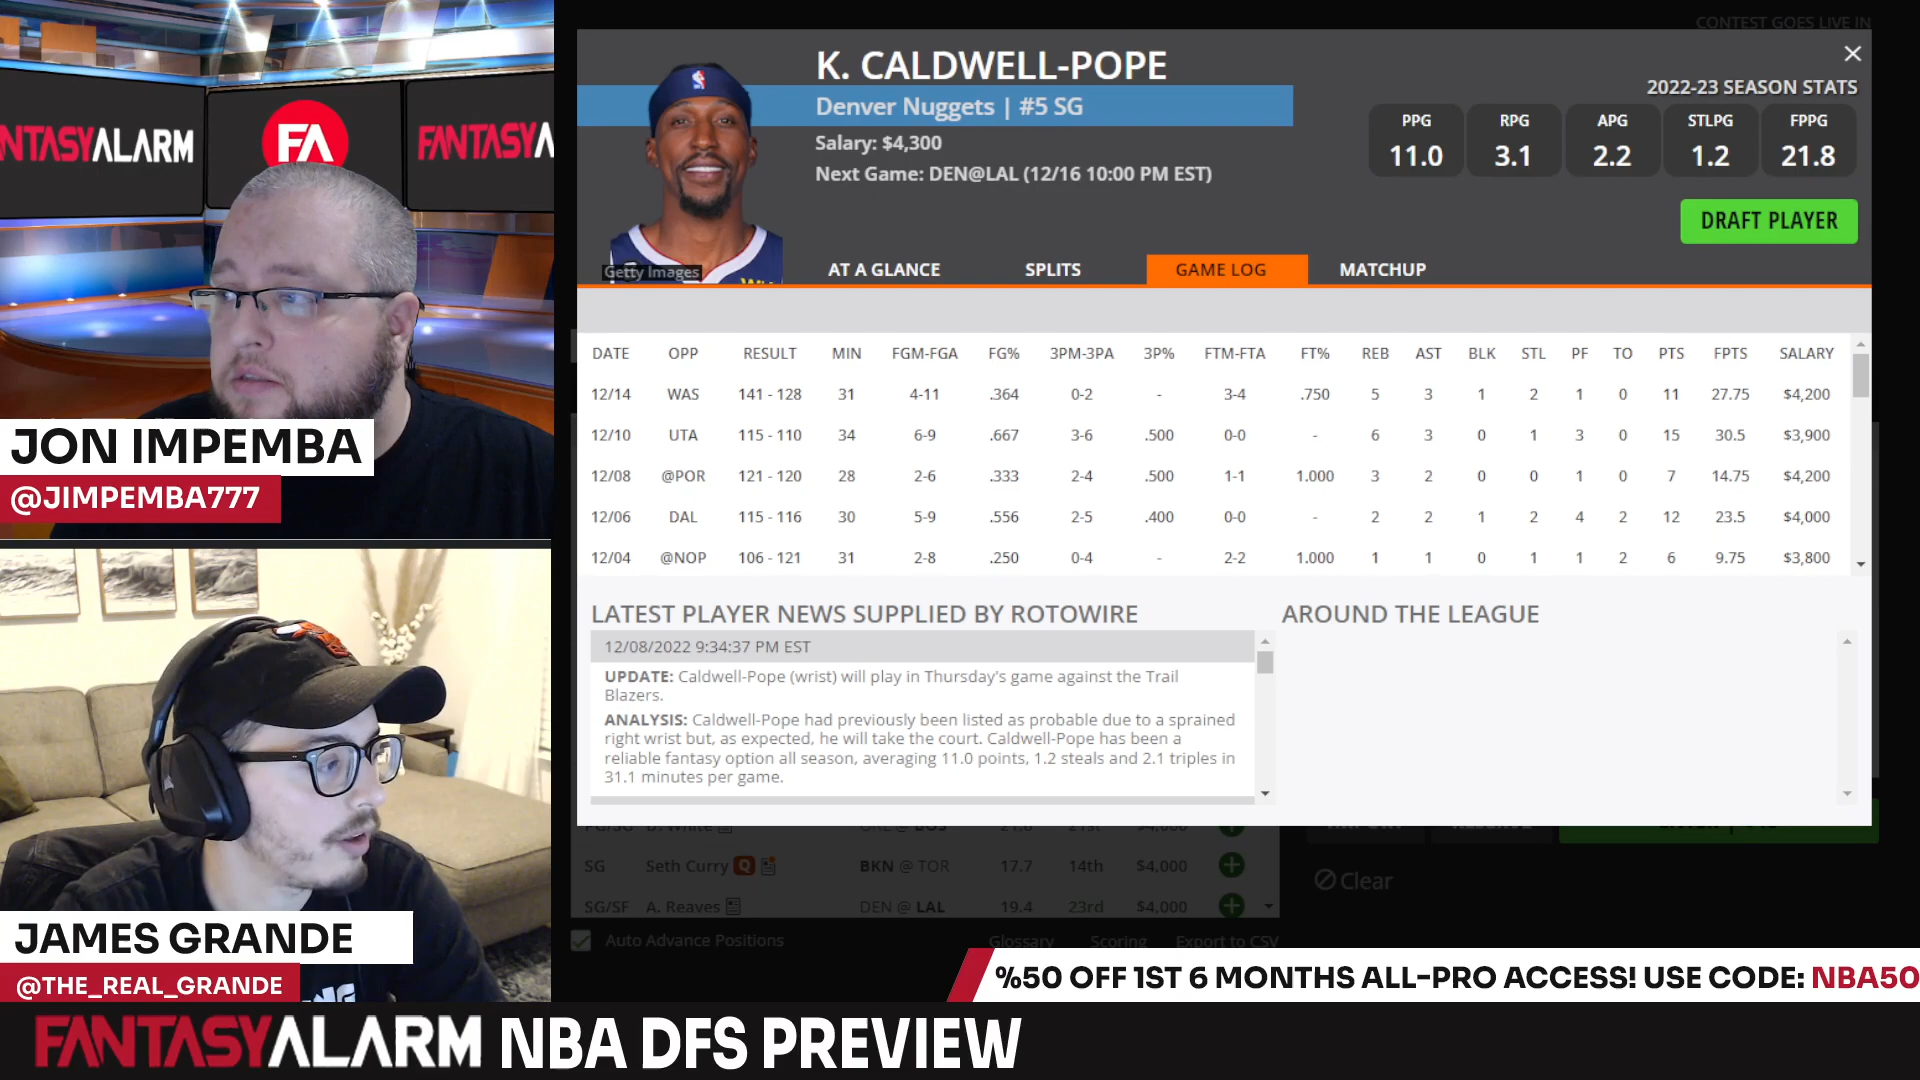 CONTEST GOES LIVE IN
K. CALDWELL-POPE
Denver Nuggets | #5 SG
Salary: $4,300
Next Game: DEN@LAL (12/16 10:00 PM EST)
2022-23 SEASON STATS
PPG RPG APG STLPG FPPG
11.0 3.1 2.2 1.2 21.8
DRAFT PLAYER
Getty Images
AT A GLANCE SPLITS GAME LOG MATCHUP
DATE OPP RESULT MIN FGM-FGA FG% 3PM-3PA 3P% FTM-FTA FT% REB AST BLK STL PF TO PTS FPTS SALARY
12/14 WAS 141 - 128 31 4-11 .364 0-2 - 3-4 .750 5 3 1 2 1 0 11 27.75 $4,200
12/10 UTA 115 - 110 34 6-9 .667 3-6 .500 0-0 - 6 3 0 1 3 0 15 30.5 $3,900
12/08 @POR 121 - 120 28 2-6 .333 2-4 .500 1-1 1.000 3 2 0 0 1 0 7 14.75 $4,200
12/06 DAL 115 - 116 30 5-9 .556 2-5 .400 0-0 - 2 2 1 2 4 2 12 23.5 $4,000
12/04 @NOP 106 - 121 31 2-8 .250 0-4 - 2-2 1.000 1 1 0 1 1 2 6 9.75 $3,800
LATEST PLAYER NEWS SUPPLIED BY ROTOWIRE
AROUND THE LEAGUE
12/08/2022 9:34:37 PM EST
UPDATE: Caldwell-Pope (wrist) will play in Thursday's game against the Trail
Blazers.
ANALYSIS: Caldwell-Pope had previously been listed as probable due to a sprained
right wrist but, as expected, he will take the court. Caldwell-Pope has been a
reliable fantasy option all season, averaging 11.0 points, 1.2 steals and 2.1 triples in
31.1 minutes per game.
SG Seth Curry Q BKN @ TOR 17.7 14th $4,000
SG/SF A. Reaves DEN @ LAL 19.4 23rd $4,000
Clear
Auto Advance Positions
Glossary Scoring Export to CSV
NTASYALARM
FA
FANTASYA
JON IMPEMBA
@JIMPEMBA777
JAMES GRANDE
@THE_REAL_GRANDE
%50 OFF 1ST 6 MONTHS ALL-PRO ACCESS! USE CODE: NBA50
FANTASYALARM NBA DFS PREVIEW